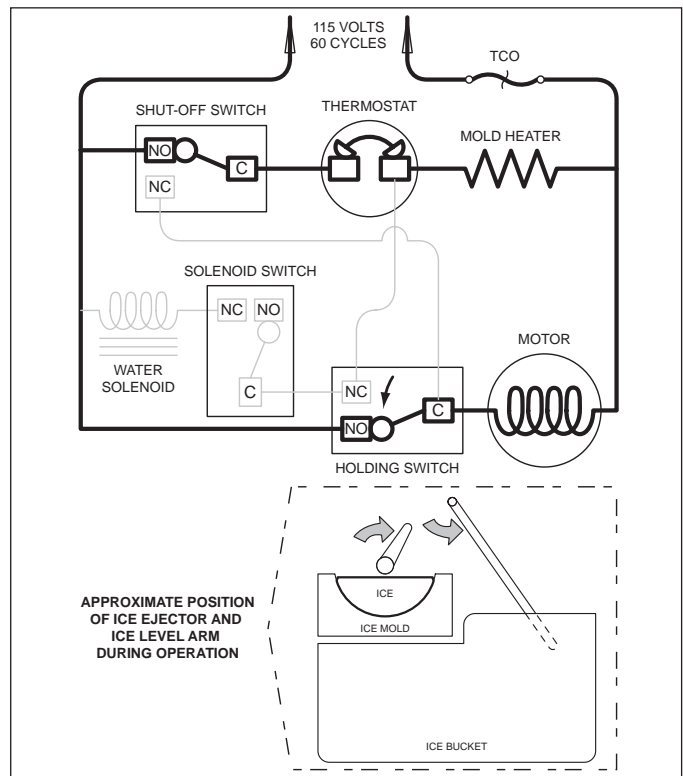 115 VOLTS
60 CYCLES
TCO
SHUT-OFF SWITCH
THERMOSTAT
MOLD HEATER
NO
C
NC
SOLENOID SWITCH
NC NO
C
WATER
SOLENOID
MOTOR
NC
C
NO
HOLDING SWITCH
APPROXIMATE POSITION
OF ICE EJECTOR AND
ICE LEVEL ARM
DURING OPERATION
ICE
ICE MOLD
ICE BUCKET